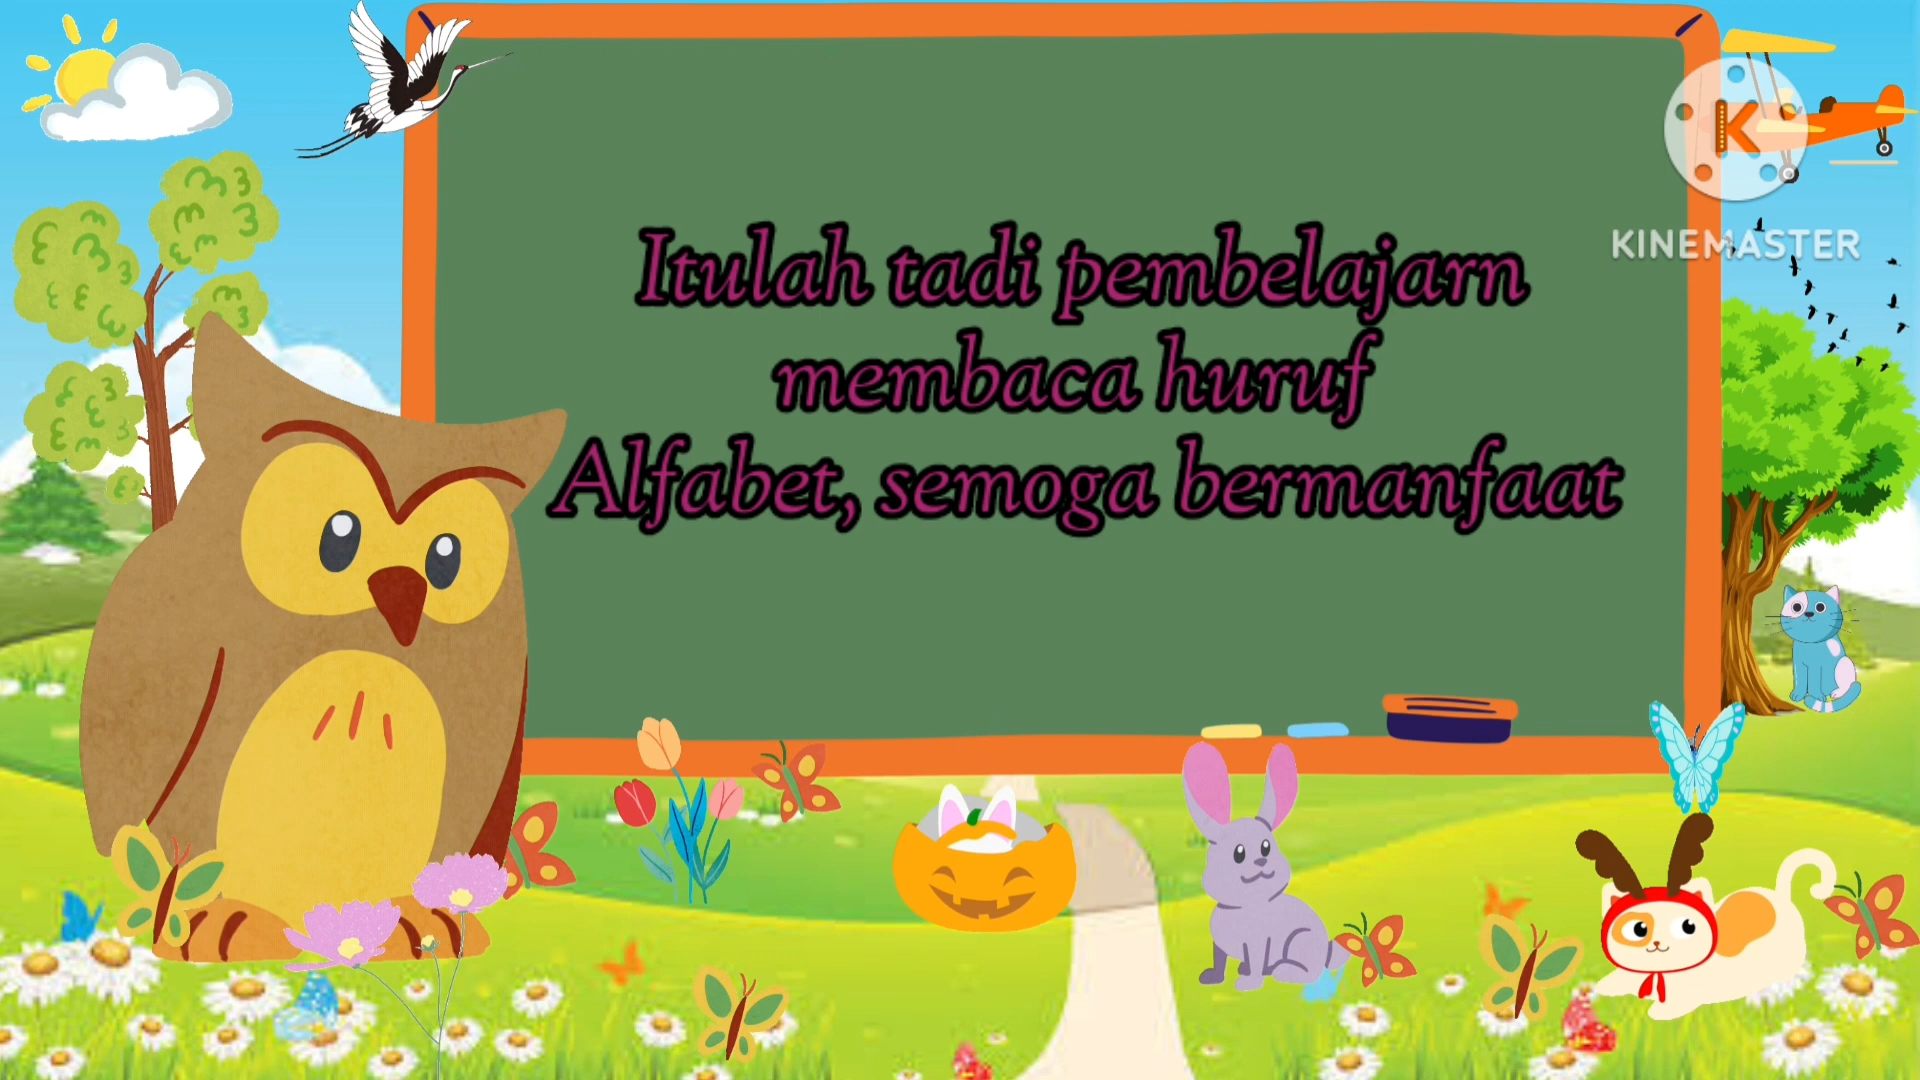 Itulah tadi pembelajarn
membaca huruf
Alfabet, semoga bermanfaat
K
KINEMASTER